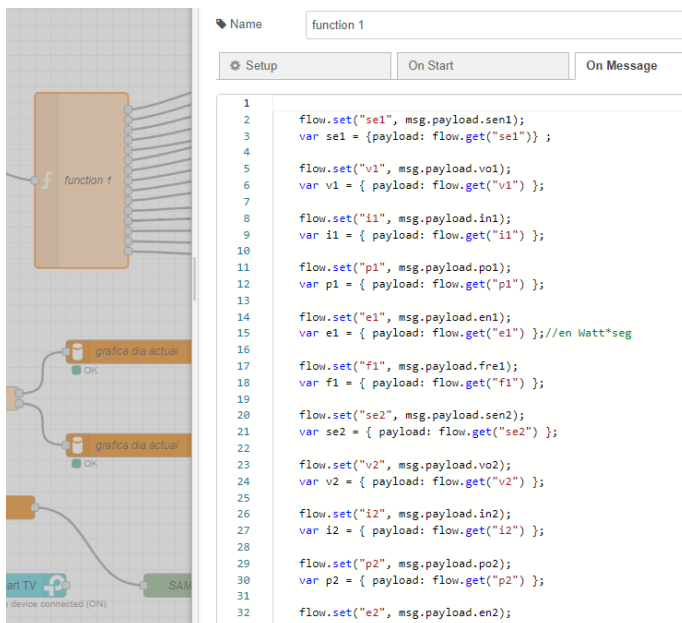 Name
function 1
Setup
On Start
On Message
function 1
grafica dia actual
OK
grafica dia actual
OK
art TV
device connected (ON)
SAM
1
2 flow.set("se1", msg.payload.sen1);
3 var se1 = {payload: flow.get("se1")} ;
4
5 flow.set("v1", msg.payload.vo1);
6 var v1 = { payload: flow.get("v1") };
7
8 flow.set("i1", msg.payload.in1);
9 var i1 = { payload: flow.get("i1") };
10
11 flow.set("p1", msg.payload.po1);
12 var p1 = { payload: flow.get("p1") };
13
14 flow.set("e1", msg.payload.en1);
15 var e1 = { payload: flow.get("e1") };//en Watt*seg
16
17 flow.set("f1", msg.payload.fre1);
18 var f1 = { payload: flow.get("f1") };
19
20 flow.set("se2", msg.payload.sen2);
21 var se2 = { payload: flow.get("se2") };
22
23 flow.set("v2", msg.payload.vo2);
24 var v2 = { payload: flow.get("v2") };
25
26 flow.set("i2", msg.payload.in2);
27 var i2 = { payload: flow.get("i2") };
28
29 flow.set("p2", msg.payload.po2);
30 var p2 = { payload: flow.get("p2") };
31
32 flow.set("e2", msg.payload.en2);